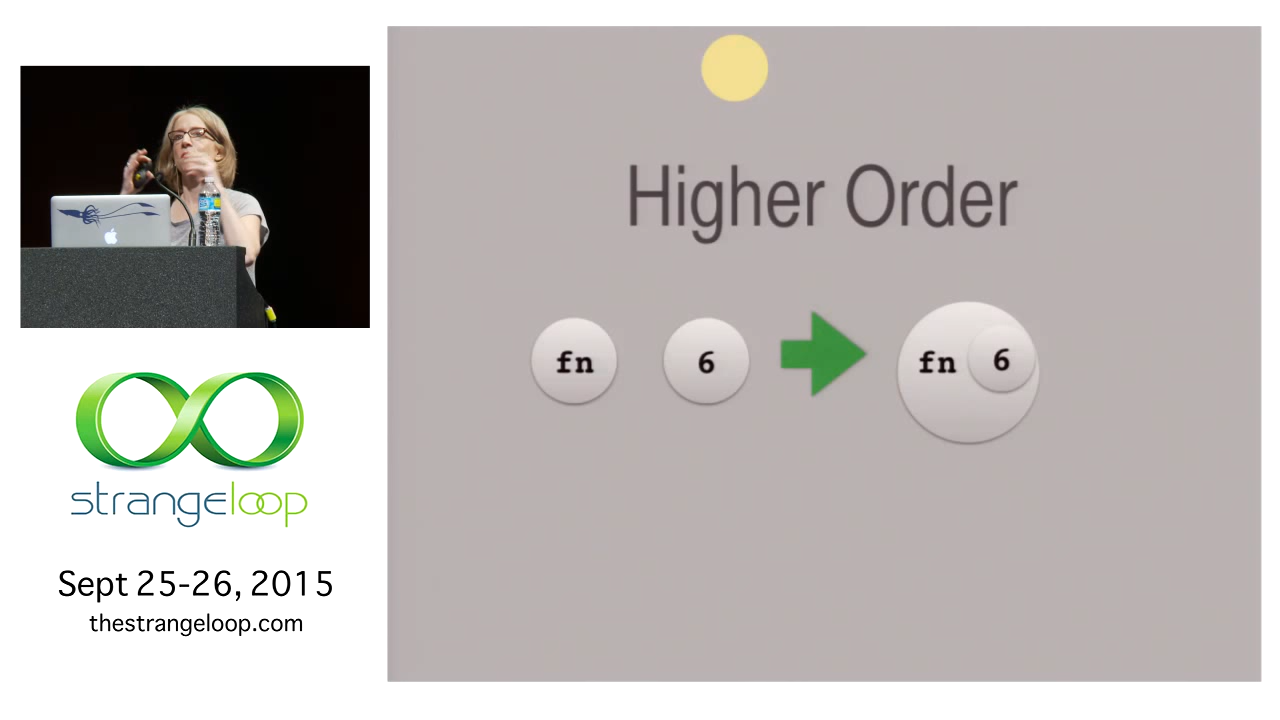 strangeloop
Sept 25-26, 2015
thestrangeloop.com
Higher Order
fn 6 fn 6